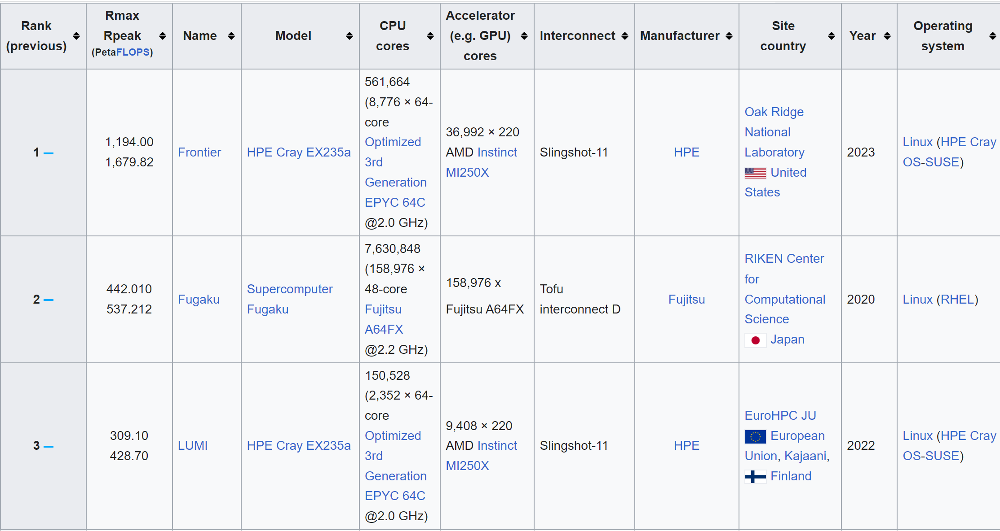 Rank
(previous)
Rmax
Rpeak
(PetaFLOPS)
Name
Model
CPU
cores
Accelerator
(e.g. GPU)
cores
Interconnect
Manufacturer
Site
country
Year
Operating
system
1
1,194.00
1,679.82
Frontier
HPE Cray EX235a
561,664
(8,776 × 64-
core
Optimized
3rd
Generation
EPYC 64C
@2.0 GHz)
36,992 × 220
AMD Instinct
MI250X
Slingshot-11
HPE
Oak Ridge
National
Laboratory
United
States
2023
Linux (HPE Cray
OS-SUSE)
2
442.010
537.212
Fugaku
Supercomputer
Fugaku
7,630,848
(158,976 ×
48-core
Fujitsu
A64FX
@2.2 GHz)
158,976 x
Fujitsu A64FX
Tofu
interconnect D
Fujitsu
RIKEN Center
for
Computational
Science
Japan
2020
Linux (RHEL)
3
309.10
428.70
LUMI
HPE Cray EX235a
150,528
(2,352 × 64-
core
Optimized
3rd
Generation
EPYC 64C
@2.0 GHz)
9,408 × 220
AMD Instinct
MI250X
Slingshot-11
HPE
EuroHPC JU
European
Union, Kajaani,
Finland
2022
Linux (HPE Cray
OS-SUSE)